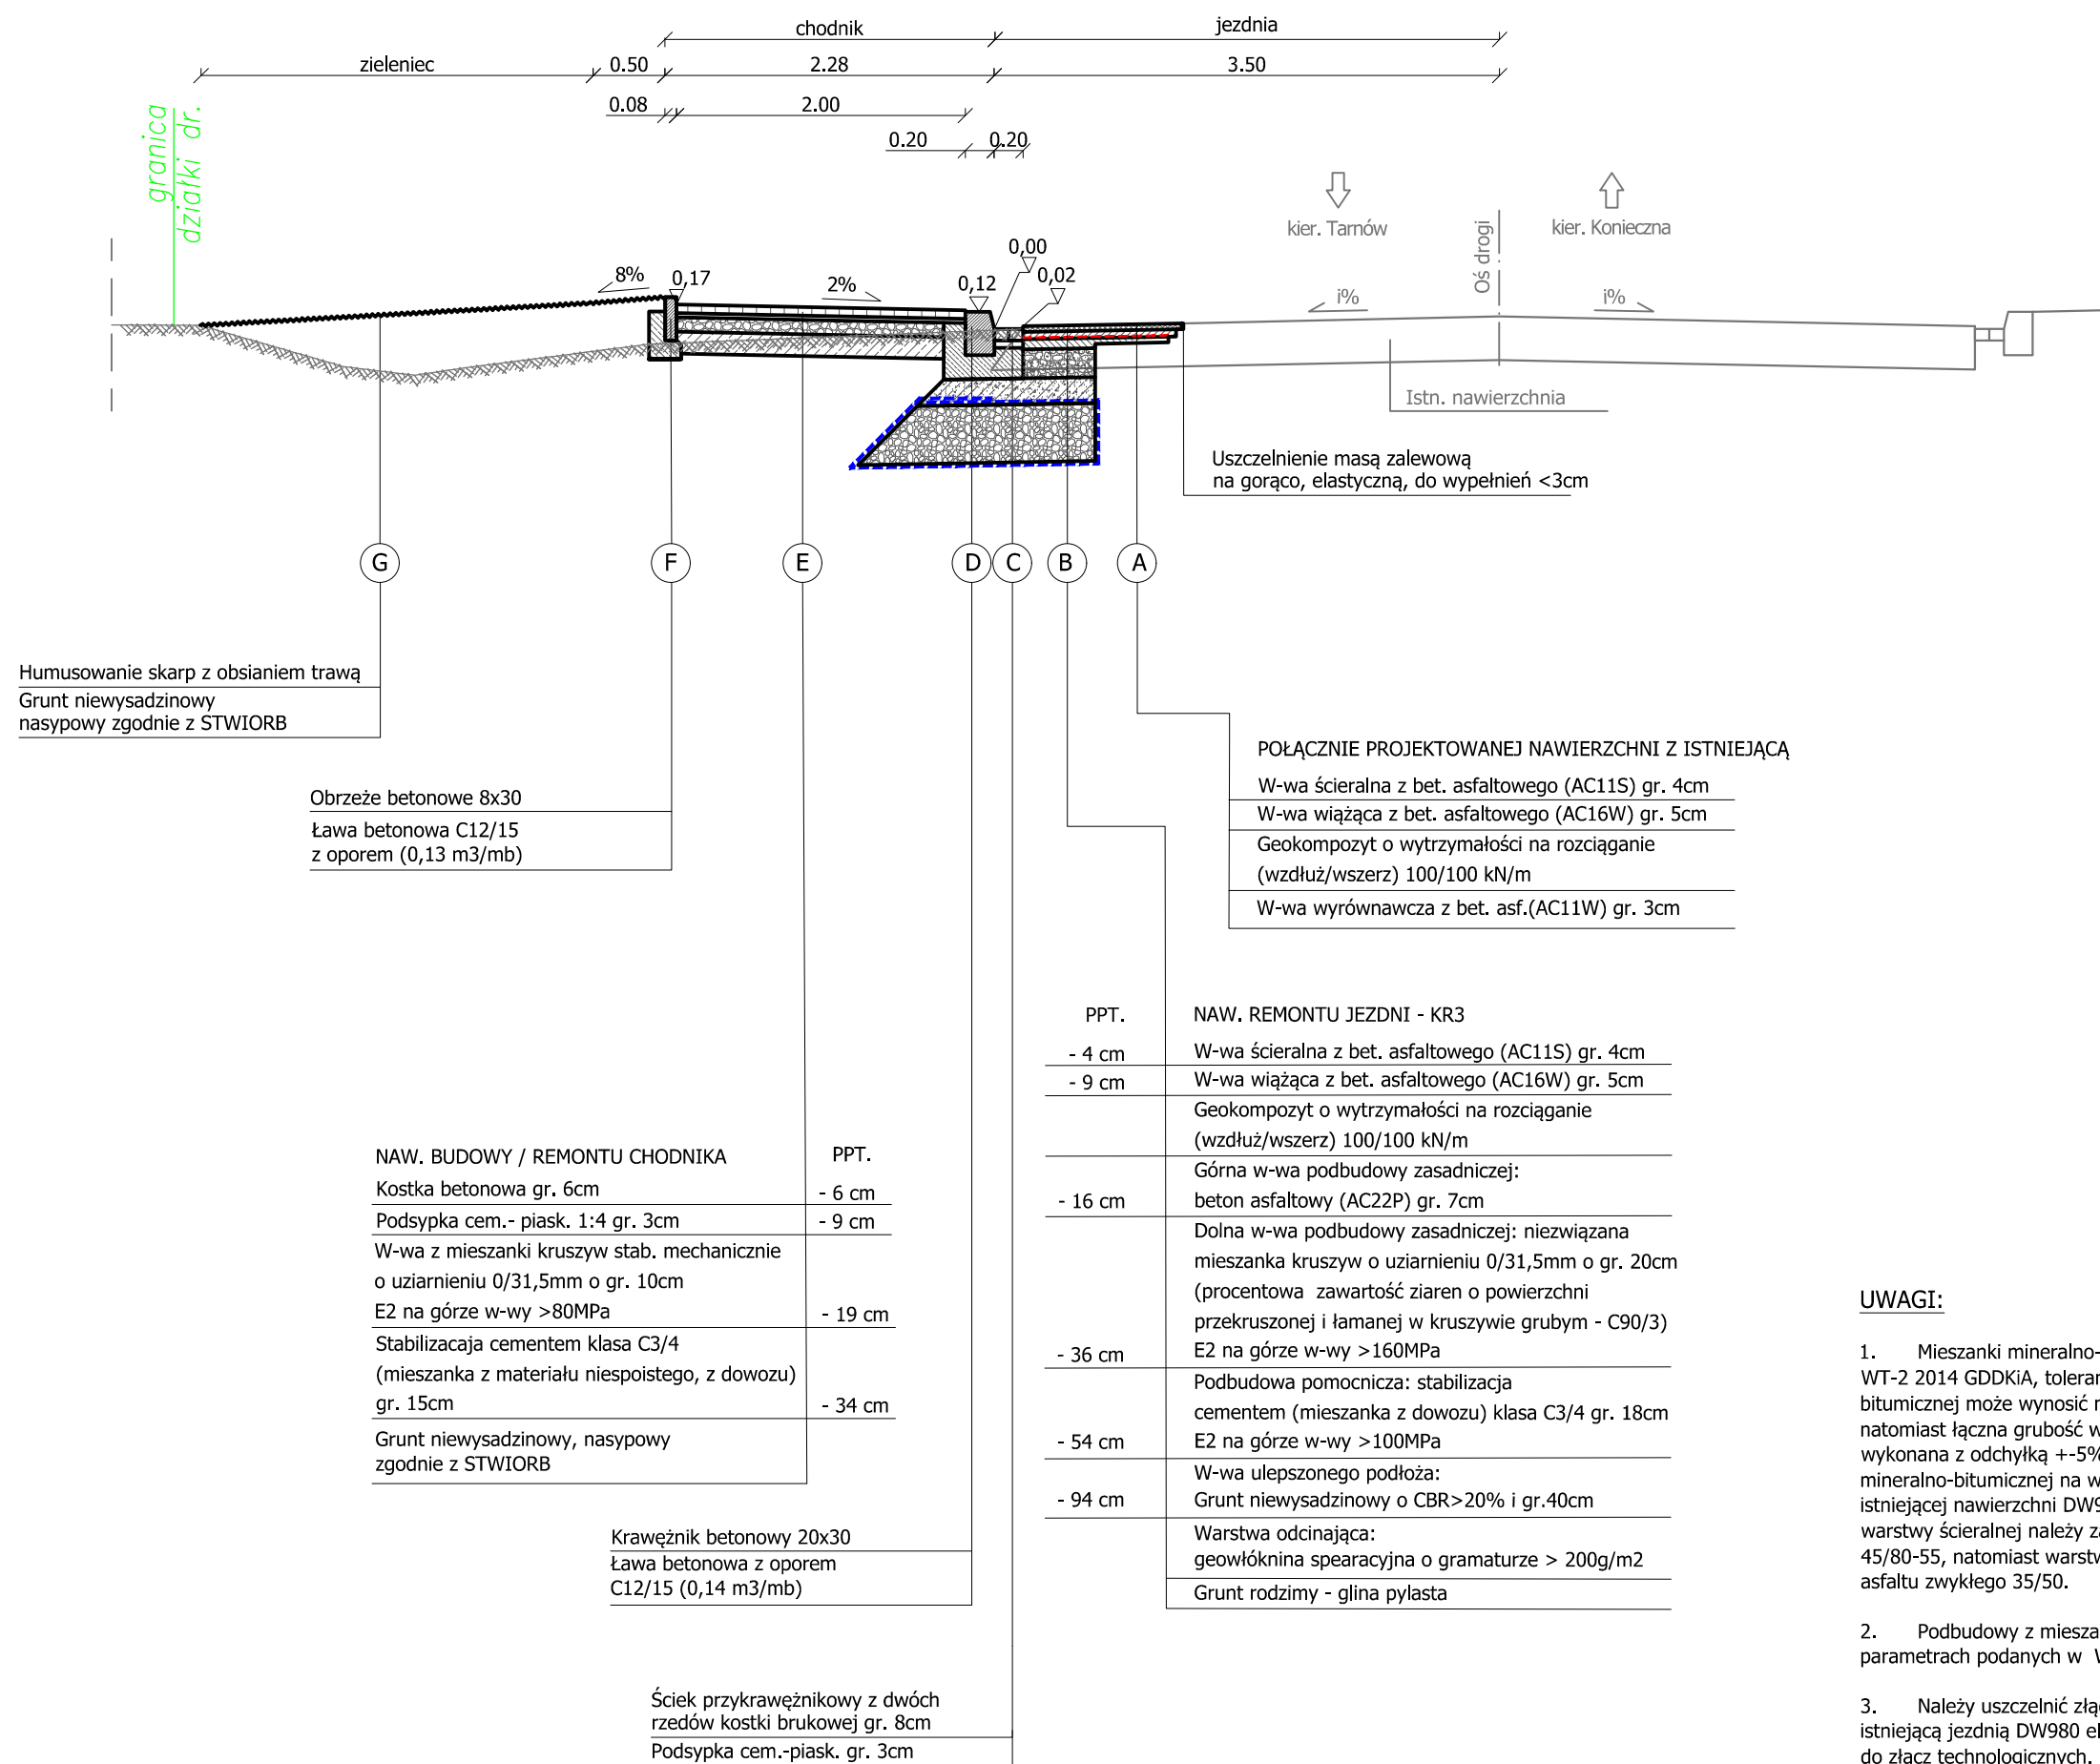 chodnik
jezdnia
zieleniec
0.50
2.28
3.50
0.08
2.00
0.20
0.20
granica
działki dr.
kier. Tarnów
Oś drogi
kier. Konieczna
8%
0,17
2%
0,12
0,00
0,02
i%
i%
Istn. nawierzchnia
Uszczelnienie masą zalewową
na gorąco, elastyczną, do wypełnień <3cm
G
F
E
D
C
B
A
Humusowanie skarp z obsianiem trawą
Grunt niewysadzinowy
nasypowy zgodnie z STWIORB
Obrzeże betonowe 8x30
Ława betonowa C12/15
z oporem (0,13 m3/mb)
POŁĄCZNIE PROJEKTOWANEJ NAWIERZCHNI Z ISTNIEJĄCĄ
W-wa ścieralna z bet. asfaltowego (AC11S) gr. 4cm
W-wa wiążąca z bet. asfaltowego (AC16W) gr. 5cm
Geokompozyt o wytrzymałości na rozciąganie
(wzdłuż/wszerz) 100/100 kN/m
W-wa wyrównawcza z bet. asf.(AC11W) gr. 3cm
PPT. NAW. REMONTU JEZDNI - KR3
- 4 cm W-wa ścieralna z bet. asfaltowego (AC11S) gr. 4cm
- 9 cm W-wa wiążąca z bet. asfaltowego (AC16W) gr. 5cm
Geokompozyt o wytrzymałości na rozciąganie
(wzdłuż/wszerz) 100/100 kN/m
Górna w-wa podbudowy zasadniczej:
- 16 cm beton asfaltowy (AC22P) gr. 7cm
Dolna w-wa podbudowy zasadniczej: niezwiązana
mieszanka kruszyw o uziarnieniu 0/31,5mm o gr. 20cm
(procentowa zawartość ziaren o powierzchni
przekruszonej i łamanej w kruszywie grubym - C90/3)
- 36 cm E2 na górze w-wy >160MPa
Podbudowa pomocnicza: stabilizacja
cementem (mieszanka z dowozu) klasa C3/4 gr. 18cm
- 54 cm E2 na górze w-wy >100MPa
W-wa ulepszonego podłoża:
- 94 cm Grunt niewysadzinowy o CBR>20% i gr.40cm
Warstwa odcinająca:
geowłóknina spearacyjna o gramaturze > 200g/m2
Grunt rodzimy - glina pylasta
NAW. BUDOWY / REMONTU CHODNIKA PPT.
Kostka betonowa gr. 6cm - 6 cm
Podsypka cem.- piask. 1:4 gr. 3cm - 9 cm
W-wa z mieszanki kruszyw stab. mechanicznie
o uziarnieniu 0/31,5mm o gr. 10cm
E2 na górze w-wy >80MPa - 19 cm
Stabilizacaja cementem klasa C3/4
(mieszanka z materiału niespoistego, z dowozu)
gr. 15cm - 34 cm
Grunt niewysadzinowy, nasypowy
zgodnie z STWIORB
Krawężnik betonowy 20x30
Ława betonowa z oporem
C12/15 (0,14 m3/mb)
Ściek przykrawężnikowy z dwóch
rzedów kostki brukowej gr. 8cm
Podsypka cem.-piask. gr. 3cm
UWAGI:
1. Mieszanki mineralno-
WT-2 2014 GDDKiA, toleran
bitumicznej może wynosić
natomiast łączna grubość w
wykonana z odchyłką +-5%
mineralno-bitumicznej na w
istniejącej nawierzchni DW9
warstwy ścieralnej należy za
45/80-55, natomiast warstw
asfaltu zwykłego 35/50.
2. Podbudowy z miesza
parametrach podanych w
3. Należy uszczelnić złą
istniejącą jezdnią DW980 el
do złącz technologicznych.